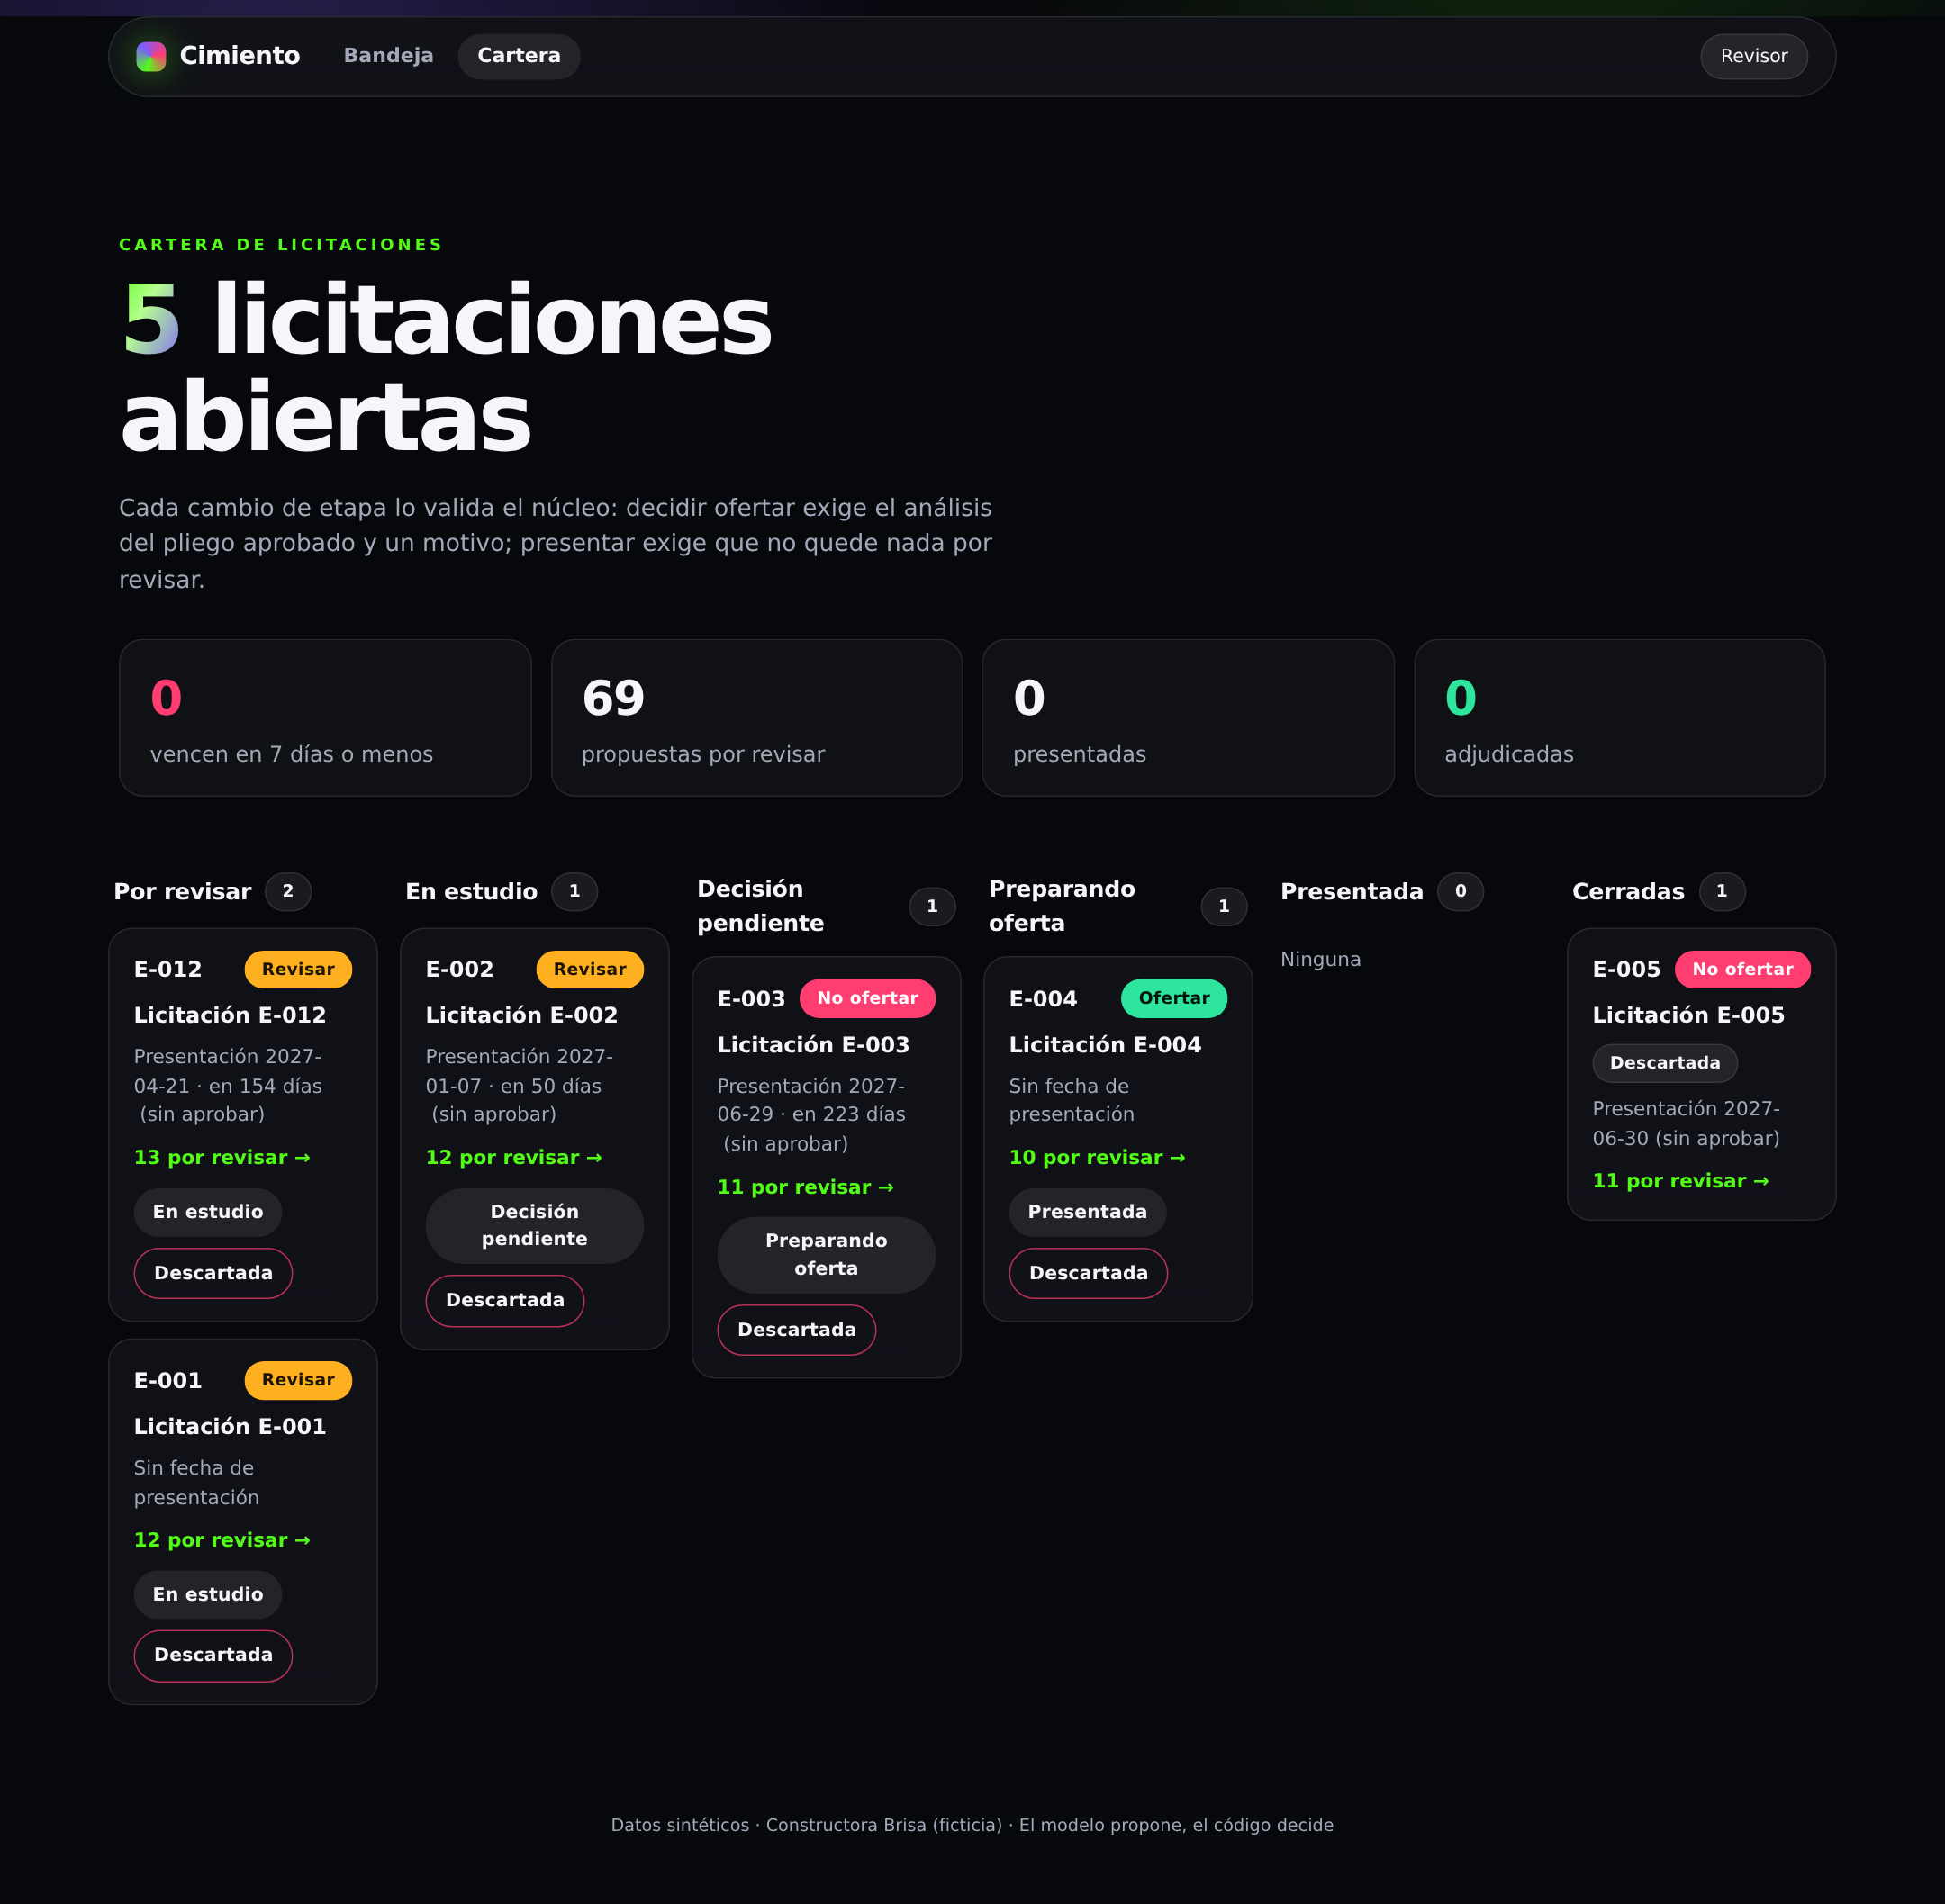 Cimiento
Bandeja
Cartera
Revisor
CARTERA DE LICITACIONES
5 licitaciones
abiertas
Cada cambio de etapa lo valida el núcleo: decidir ofertar exige el análisis
del pliego aprobado y un motivo; presentar exige que no quede nada por
revisar.
0
vencen en 7 días o menos
69
propuestas por revisar
0
presentadas
0
adjudicadas
Por revisar 2
E-012 Revisar
Licitación E-012
Presentación 2027-
04-21 · en 154 días
(sin aprobar)
13 por revisar →
En estudio
Descartada
E-001 Revisar
Licitación E-001
Sin fecha de
presentación
12 por revisar →
En estudio
Descartada
En estudio 1
E-002 Revisar
Licitación E-002
Presentación 2027-
01-07 · en 50 días
(sin aprobar)
12 por revisar →
Decisión
pendiente
Descartada
Decisión
pendiente
1
E-003 No ofertar
Licitación E-003
Presentación 2027-
06-29 · en 223 días
(sin aprobar)
11 por revisar →
Preparando
oferta
Descartada
Preparando
oferta
1
E-004 Ofertar
Licitación E-004
Sin fecha de
presentación
10 por revisar →
Presentada
Descartada
Presentada 0
Ninguna
Cerradas 1
E-005 No ofertar
Licitación E-005
Descartada
Presentación 2027-
06-30 (sin aprobar)
11 por revisar →
Datos sintéticos · Constructora Brisa (ficticia) · El modelo propone, el código decide